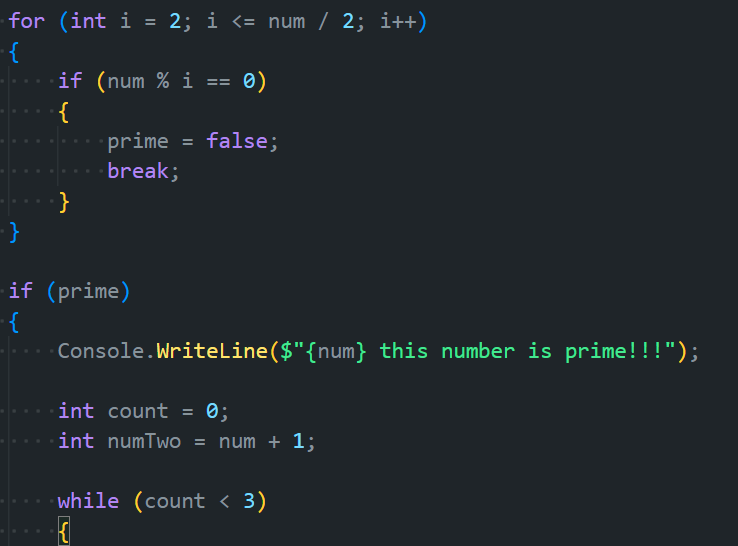 for (int i = 2; i <= num / 2; i++)
{
    if (num % i == 0)
    {
        prime = false;
        break;
    }
}

if (prime)
{
    Console.WriteLine($"{num} this number is prime!!!");

    int count = 0;
    int numTwo = num + 1;

    while (count < 3)
    {